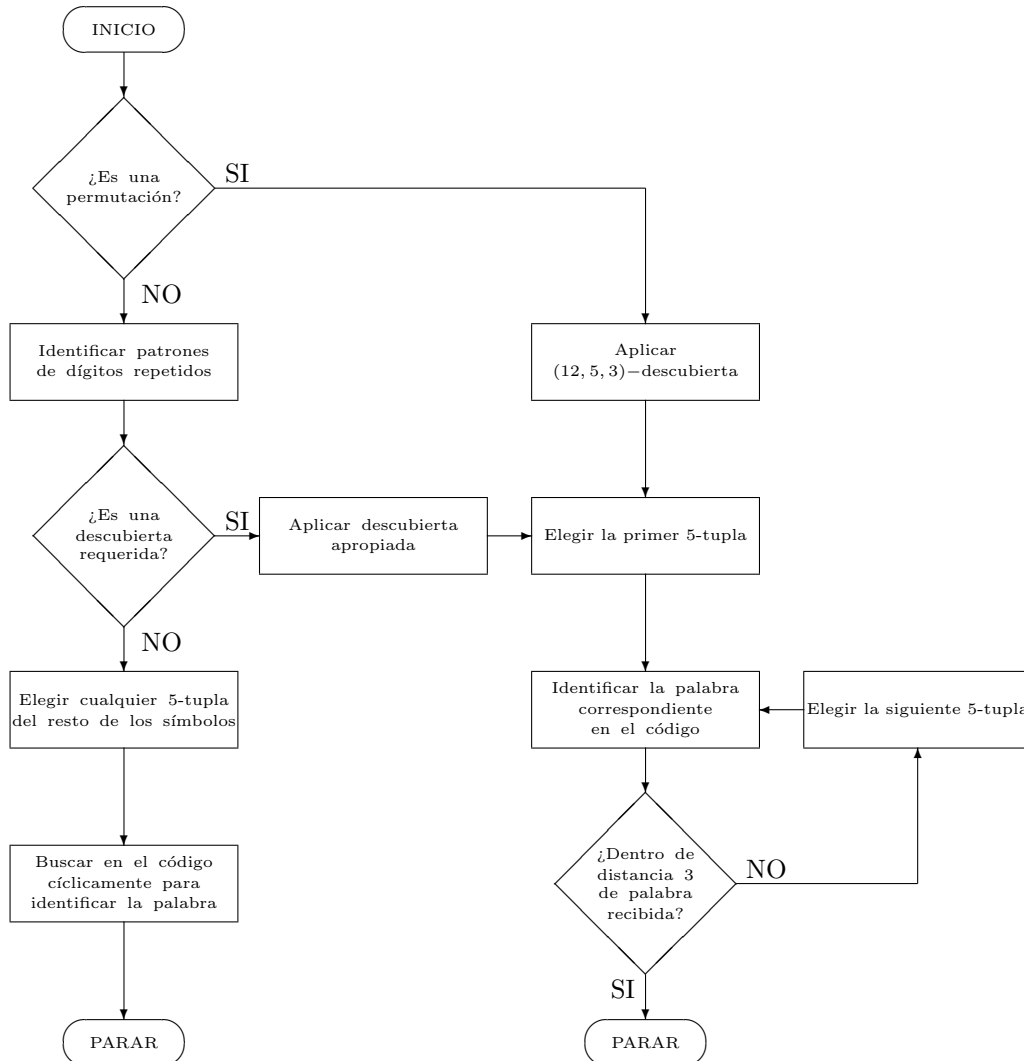 INICIO
¿Es una
permutación?
SI
NO
Identificar patrones
de dígitos repetidos
Aplicar
(12, 5, 3)−descubierta
¿Es una
descubierta
requerida?
SI
Aplicar descubierta
apropiada
Elegir la primer 5-tupla
NO
Elegir cualquier 5-tupla
del resto de los símbolos
Identificar la palabra
correspondiente
en el código
Elegir la siguiente 5-tupla
Buscar en el código
cíclicamente para
identificar la palabra
¿Dentro de
distancia 3
de palabra
recibida?
NO
SI
PARAR
PARAR